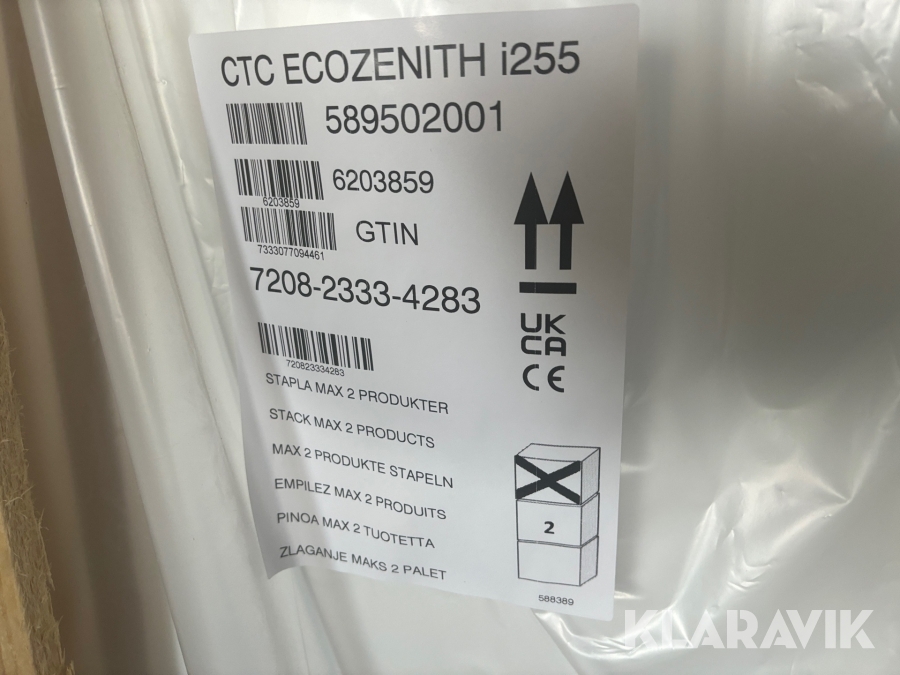 CTC ECOZENITH i255
589502001
6203859
6203859
GTIN
7333077094461
7208-2333-4283
720823334283
UK
CA
CE
STAPLA MAX 2 PRODUKTER
STACK MAX 2 PRODUCTS
MAX 2 PRODUKTE STAPELN
EMPILEZ MAX 2 PRODUITS
PINOA MAX 2 TUOTETTA
ZLAGANJE MAKS 2 PALET
2
588389
KLARAVIK